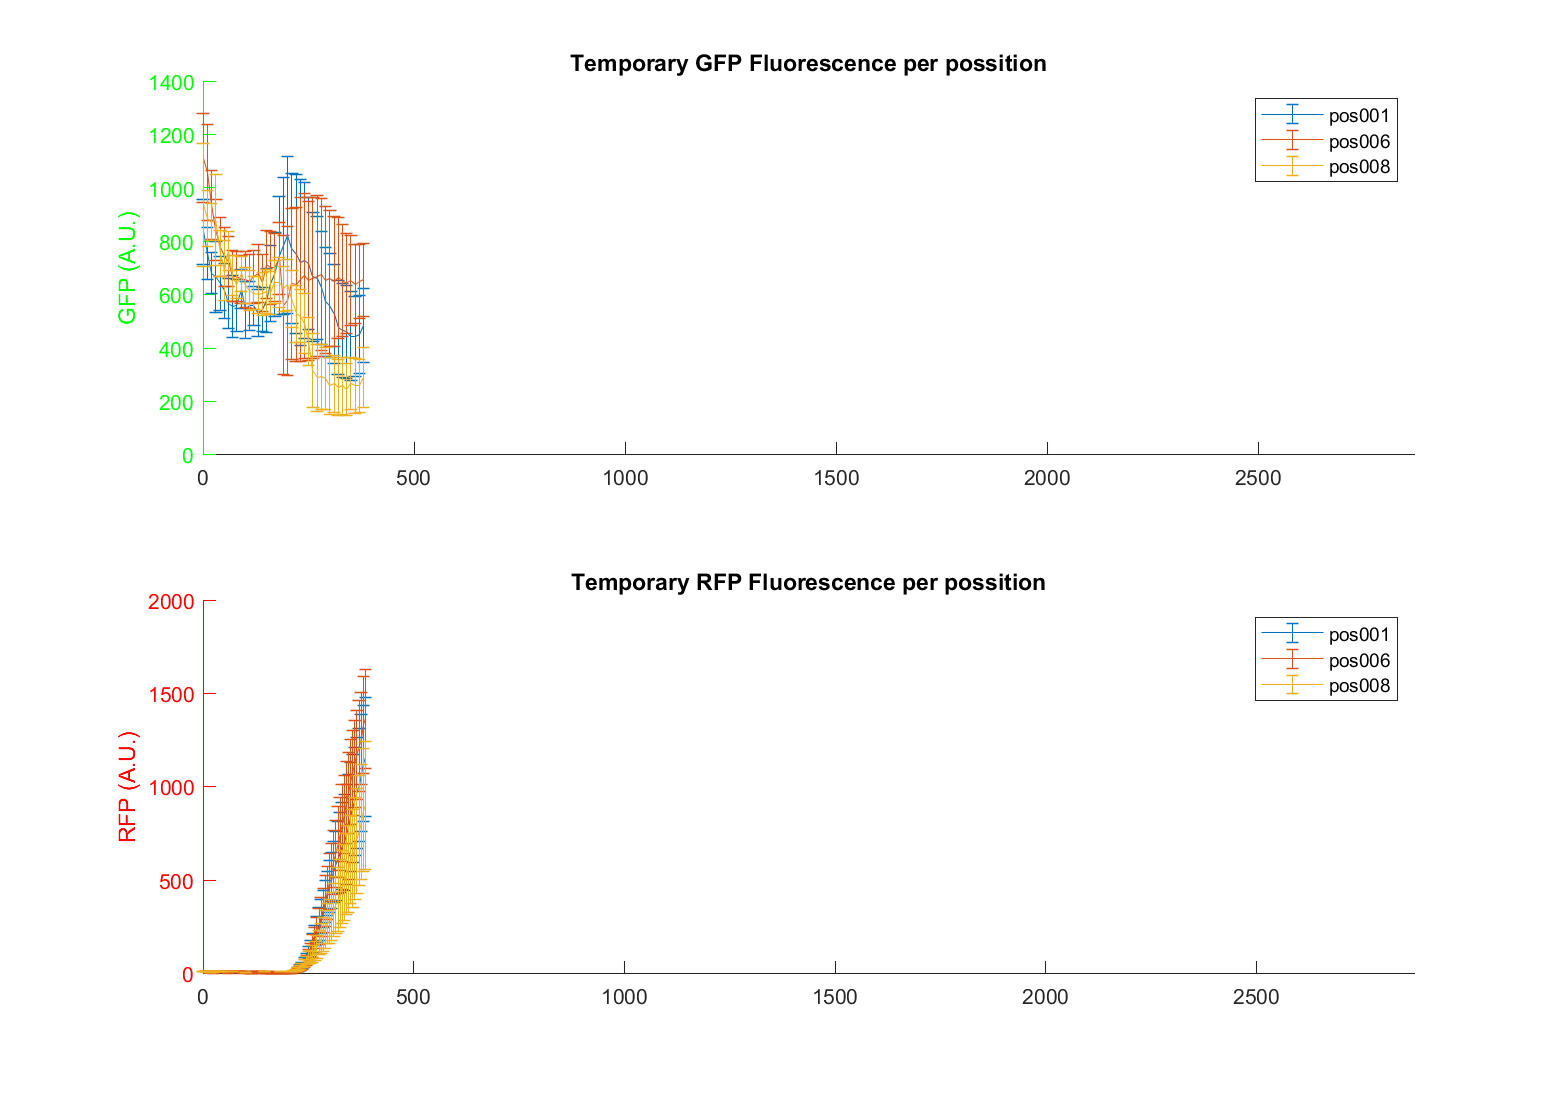 Temporary GFP Fluorescence per possition
GFP (A.U.)
1400
1200
1000
800
600
400
200
0
0 500 1000 1500 2000 2500
pos001
pos006
pos008
Temporary RFP Fluorescence per possition
RFP (A.U.)
2000
1500
1000
500
0
0 500 1000 1500 2000 2500
pos001
pos006
pos008